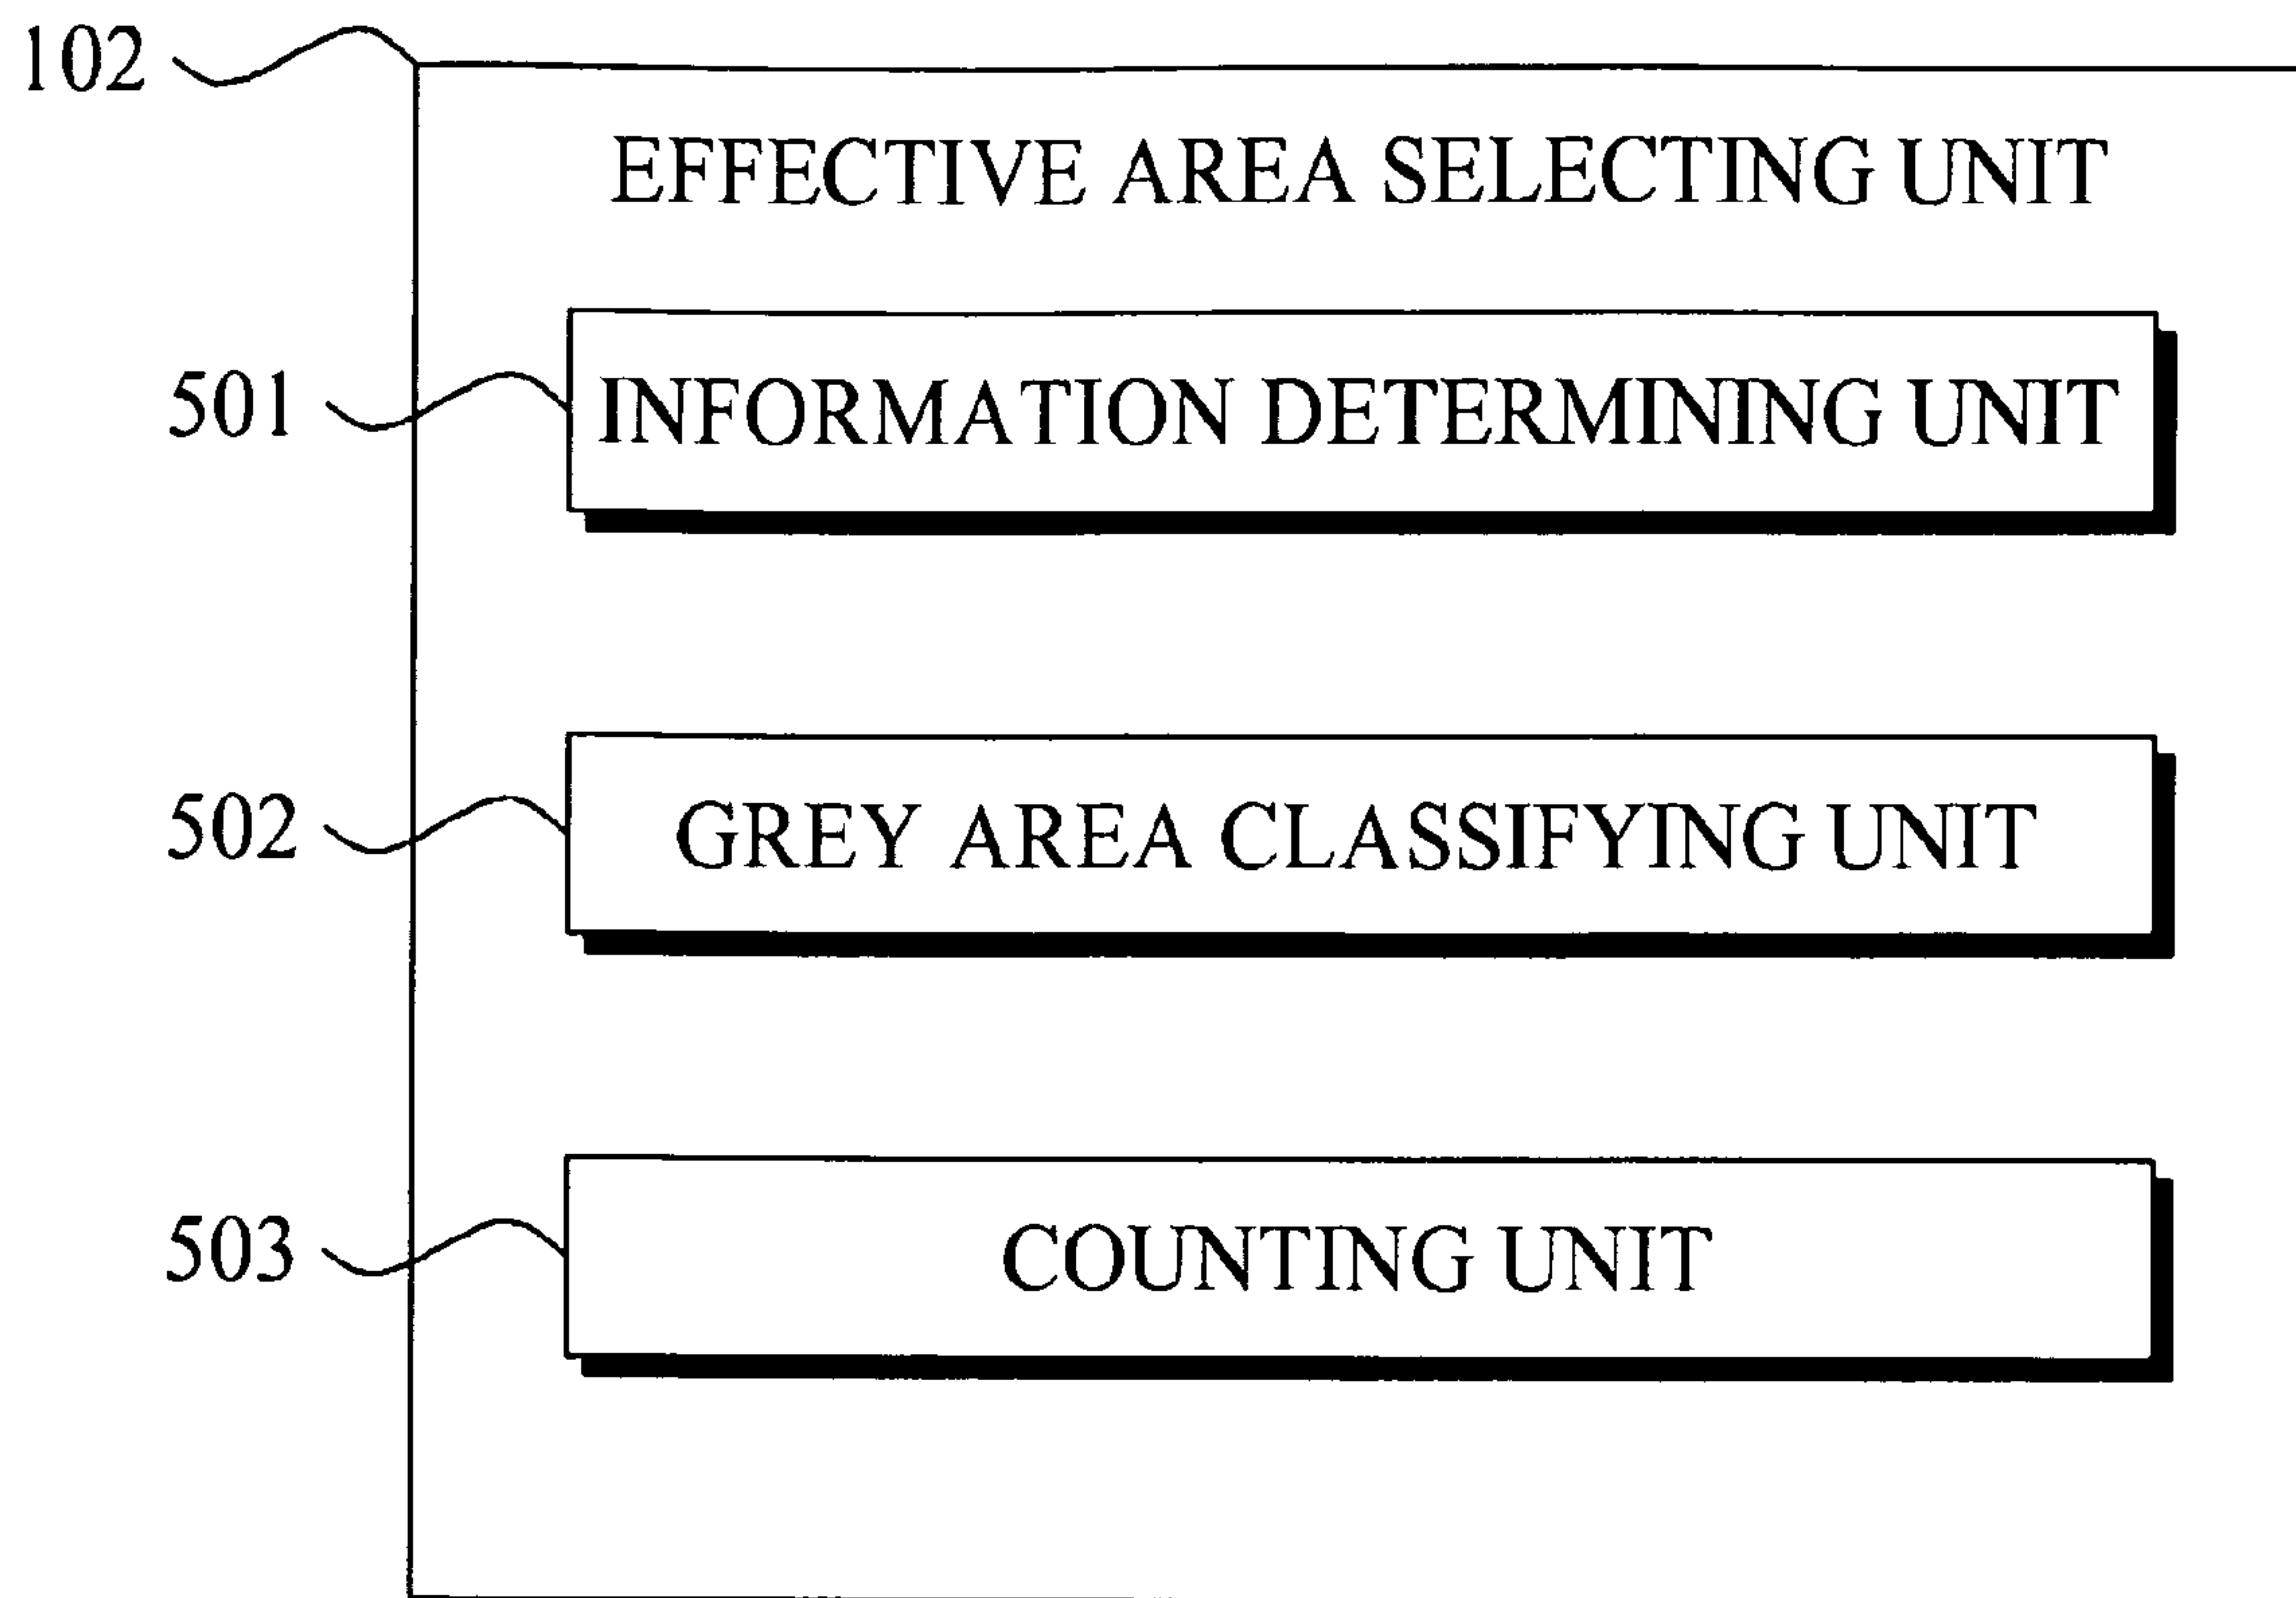 102
EFFECTIVE AREA SELECTING UNIT
501
INFORMATION DETERMINING UNIT
502
GREY AREA CLASSIFYING UNIT
503
COUNTING UNIT